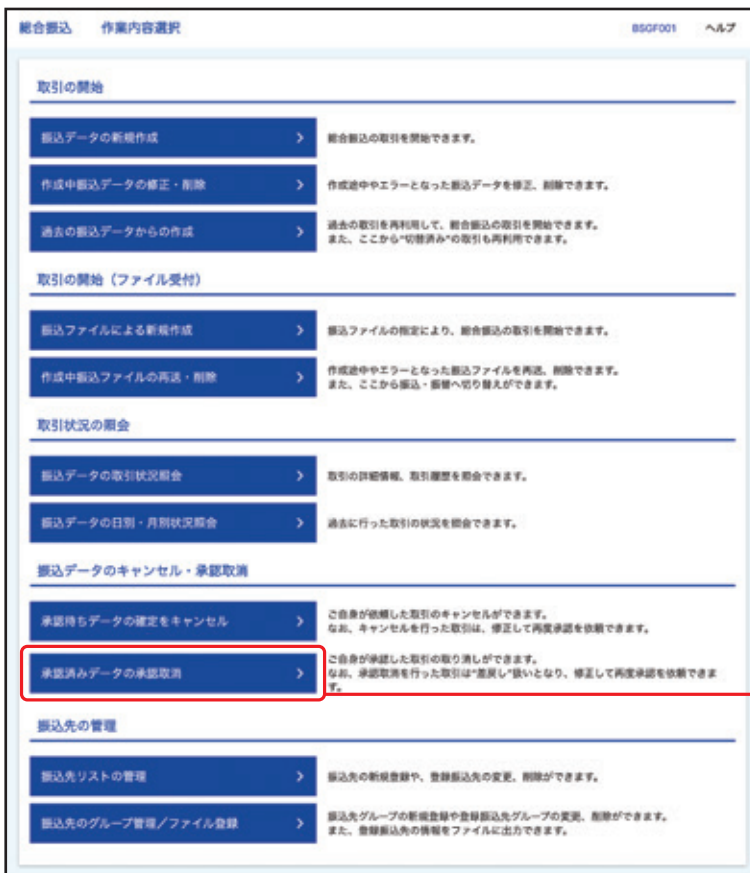 総合振込 作業内容選択 BSGF001 ヘルプ
取引の開始
振込データの新規作成 総合振込の取引を開始できます。
作成中振込データの修正・削除 作成途中やエラーとなった振込データを修正、削除できます。
過去の振込データからの作成 過去の取引を再利用して、総合振込の取引を開始できます。
また、ここから"切替済み"の取引も再利用できます。
取引の開始（ファイル受付）
振込ファイルによる新規作成 振込ファイルの指定により、総合振込の取引を開始できます。
作成中振込ファイルの再送・削除 作成途中やエラーとなった振込ファイルを再送、削除できます。
また、ここから振込・振替へ切り替えができます。
取引状況の照会
振込データの取引状況照会 取引の詳細情報、取引履歴を照会できます。
振込データの日別・月別状況照会 過去に行った取引の状況を照会できます。
振込データのキャンセル・承認取消
承認待ちデータの確定をキャンセル ご自身が依頼した取引のキャンセルができます。
なお、キャンセルを行った取引は、修正して再度承認を依頼できます。
承認済みデータの承認取消 ご自身が承認した取引の取り消しができます。
なお、承認取消を行った取引は"差戻し"扱いとなり、修正して再度承認を依頼できま
す。
振込先の管理
振込先リストの管理 振込先の新規登録や、登録振込先の変更、削除ができます。
振込先のグループ管理／ファイル登録 振込先グループの新規登録や登録振込先グループの変更、削除ができます。
また、登録振込先の情報をファイルに出力できます。